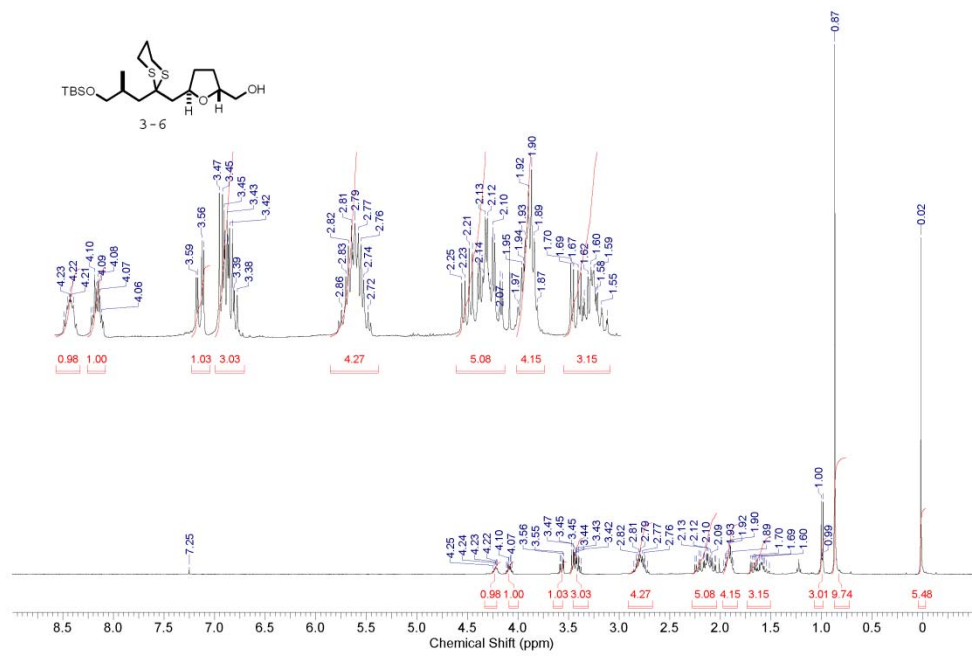 0.87
S S
TBSO
O
OH
H H
3-6
3.47 3.45 3.45 3.43 3.42 3.39 3.38
1.92 1.90 1.93 1.94 1.95 1.97 1.89 1.87
2.82 2.81 2.79 2.77 2.76 2.83 2.86 2.74 2.72
2.25 2.23 2.21 2.14 2.13 2.12 2.10 2.07
1.70 1.69 1.67 1.62 1.60 1.59 1.58 1.55
4.23 4.22 4.21 4.10 4.09 4.08 4.07 4.06
3.59 3.56
0.02
0.98 1.00 1.03 3.03 4.27 5.08 4.15 3.15
7.25
4.25 4.24 4.23 4.22 4.10 4.07 3.56 3.55 3.47 3.45 3.45 3.44 3.43 3.42 2.82 2.81 2.79 2.77 2.76 2.13 2.12 2.10 2.09 1.93 1.92 1.90 1.89 1.70 1.69 1.60 1.00 0.99
0.98 1.00 1.03 3.03 4.27 5.08 4.15 3.15 3.01 9.74 5.48
8.5 8.0 7.5 7.0 6.5 6.0 5.5 5.0 4.5 4.0 3.5 3.0 2.5 2.0 1.5 1.0 0.5 0
Chemical Shift (ppm)